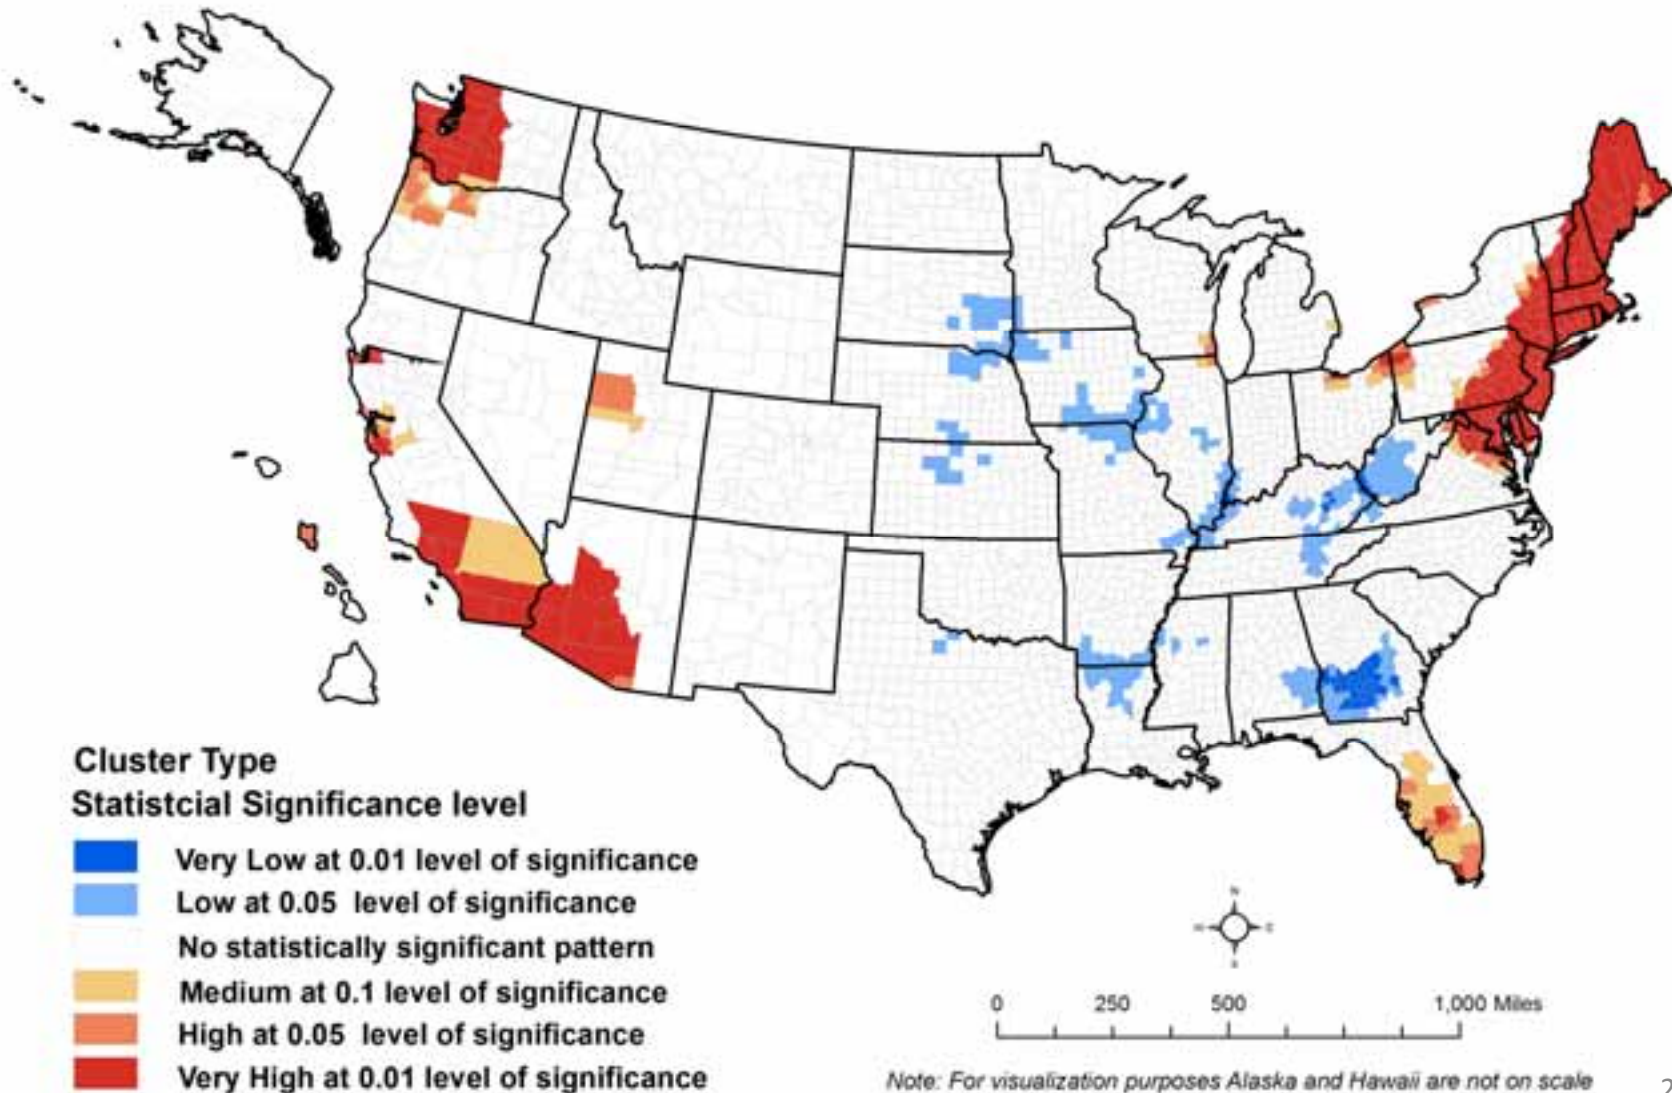 Cluster Type
Statistcial Significance level
Very Low at 0.01 level of significance
Low at 0.05 level of significance
No statistically significant pattern
Medium at 0.1 level of significance
High at 0.05 level of significance
Very High at 0.01 level of significance
N
0 250 500 1,000 Miles
Note: For visualization purposes Alaska and Hawaii are not on scale
2